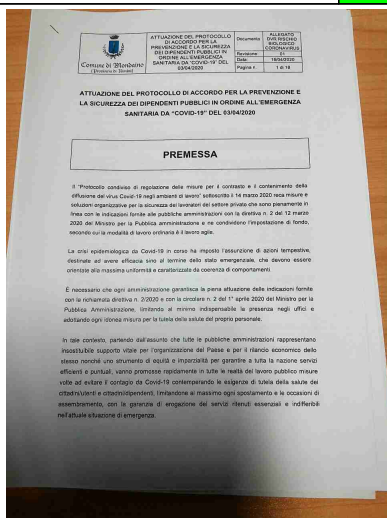 Comune di Mondaino
(Provincia di Rimini)
ATTUAZIONE DEL PROTOCOLLO
DI ACCORDO PER LA
PREVENZIONE E LA SICUREZZA
DEI DIPENDENTI PUBBLICI IN
ORDINE ALL'EMERGENZA
SANITARIA DA "COVID-19" DEL
03/04/2020
Documento ALLEGATO
DVR RISCHIO
BIOLOGICO
CORONAVIRUS
Revisione 01
Data: 18/04/2020
Pagina n. 1 di 18
ATTUAZIONE DEL PROTOCOLLO DI ACCORDO PER LA PREVENZIONE E
LA SICUREZZA DEI DIPENDENTI PUBBLICI IN ORDINE ALL'EMERGENZA
SANITARIA DA "COVID-19" DEL 03/04/2020
PREMESSA
Il "Protocollo condiviso di regolazione delle misure per il contrasto e il contenimento della
diffusione del virus Covid-19 negli ambienti di lavoro" sottoscritto il 14 marzo 2020 reca misure e
soluzioni organizzative per la sicurezza dei lavoratori del settore privato che sono pienamente in
linea con le indicazioni fornite alle pubbliche amministrazioni con la direttiva n. 2 del 12 marzo
2020 del Ministro per la Pubblica amministrazione e ne condividono l'impostazione di fondo,
secondo cui la modalità di lavoro ordinaria è il lavoro agile.
La crisi epidemiologica da Covid-19 in corso ha imposto l'assunzione di azioni tempestive,
destinate ad avere efficacia sino al termine dello stato emergenziale, che devono essere
orientate alla massima uniformità e caratterizzate da coerenza di comportamenti.
È necessario che ogni amministrazione garantisca la piena attuazione delle indicazioni fornite
con la richiamata direttiva n. 2/2020 e con la circolare n. 2 del 1° aprile 2020 del Ministro per la
Pubblica Amministrazione, limitando al minimo indispensabile la presenza negli uffici e
adottando ogni idonea misura per la tutela della salute del proprio personale.
In tale contesto, partendo dall'assunto che tutte le pubbliche amministrazioni rappresentano
insostituibile supporto vitale per l'organizzazione del Paese e per il rilancio economico dello
stesso nonché uno strumento di equità e imparzialità per garantire a tutta la nazione servizi
efficienti e puntuali, vanno promosse rapidamente in tutte le realtà del lavoro pubblico misure
volte ad evitare il contagio da Covid-19 contemperando le esigenze di tutela della salute dei
cittadini/utenti e cittadini/dipendenti, limitandone al massimo ogni spostamento e le occasioni di
assembramento, con la garanzia di erogazione dei servizi ritenuti essenziali e indifferibili
nell'attuale situazione di emergenza.